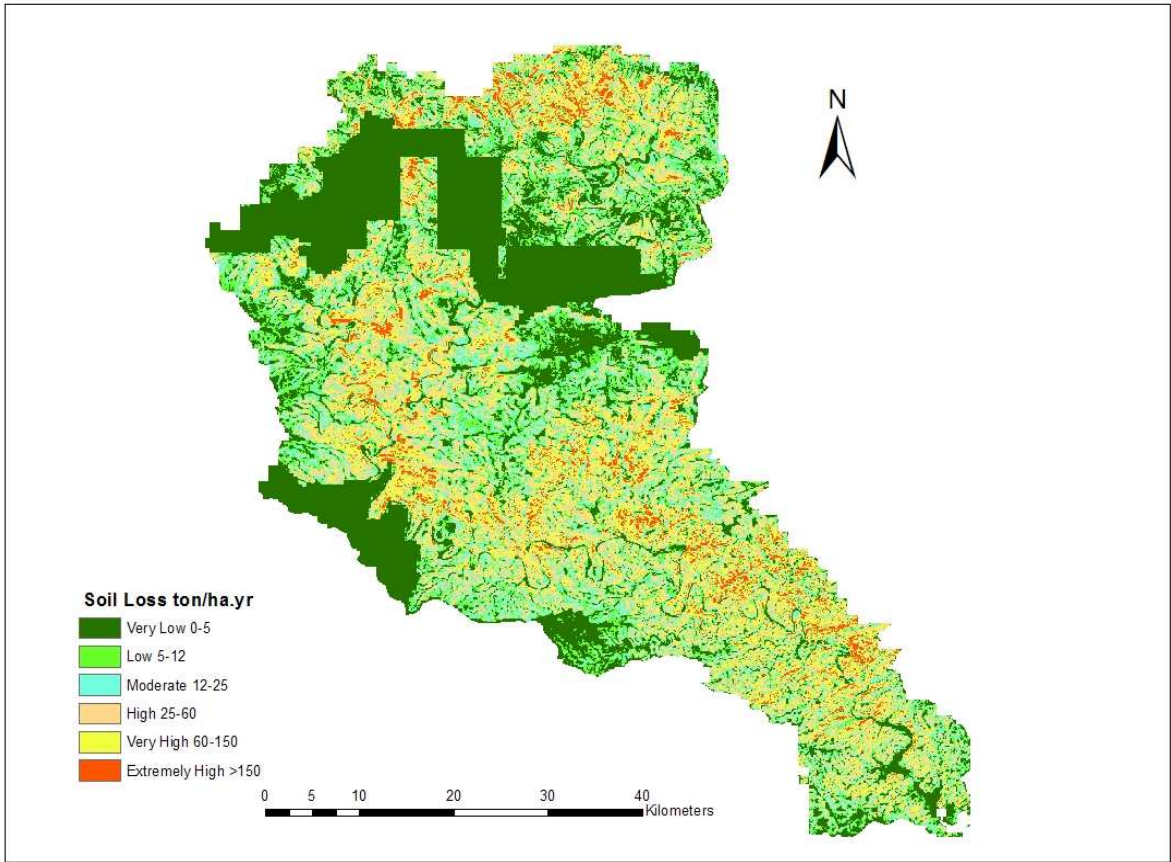 N
Soil Loss ton/ha.yr
Very Low 0-5
Low 5-12
Moderate 12-25
High 25-60
Very High 60-150
Extremely High >150
0 5 10 20 30 40
Kilometers